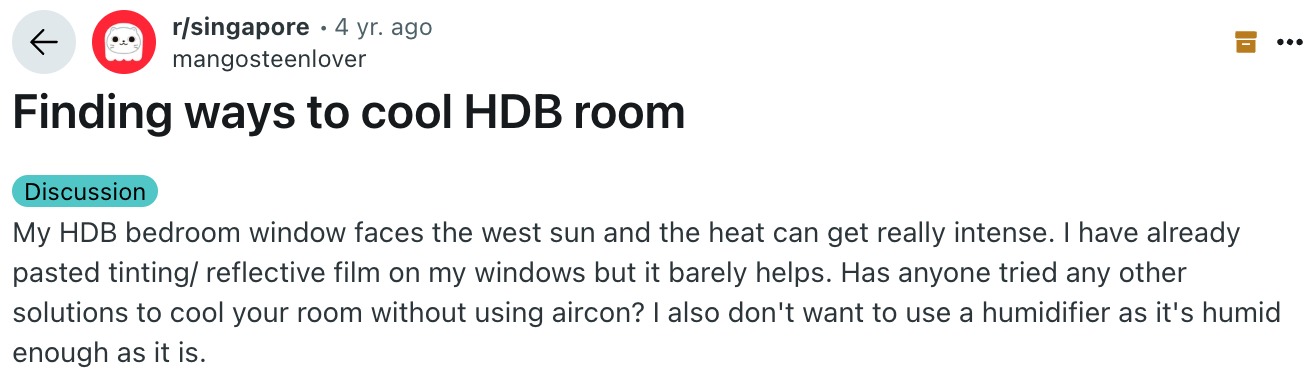 r/singapore • 4 yr. ago
mangosteenlover
Finding ways to cool HDB room
Discussion
My HDB bedroom window faces the west sun and the heat can get really intense. I have already
pasted tinting/ reflective film on my windows but it barely helps. Has anyone tried any other
solutions to cool your room without using aircon? I also don't want to use a humidifier as it's humid
enough as it is.